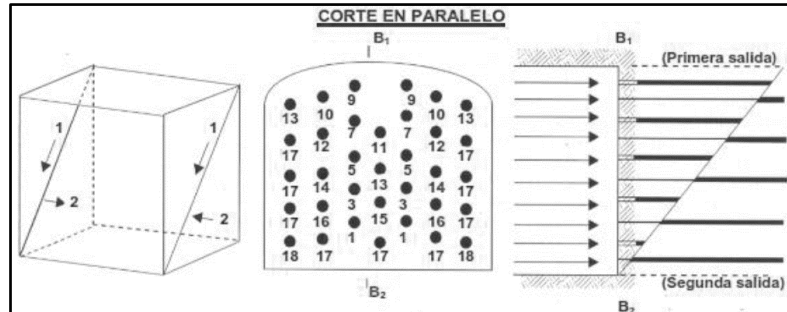 CORTE EN PARALELO
1 1
2 2
B₁
9 9
13 10 10 13
7 7
17 12 11 12 17
5 5
17 14 13 14 17
3 3
17 16 15 16 17
1 1
18 17 17 17 18
B₂
B₁
(Primera salida)
(Segunda salida)
B₂